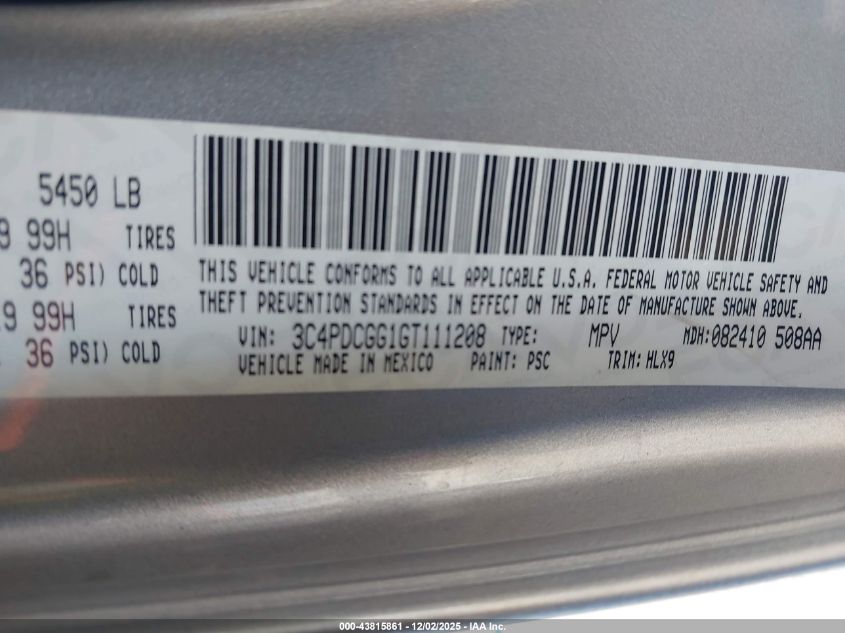 5450 LB
9 99H TIRES
36 PSI) COLD
19 99H TIRES
36 PSI) COLD
THIS VEHICLE CONFORMS TO ALL APPLICABLE U.S.A. FEDERAL MOTOR VEHICLE SAFETY AND
THEFT PREVENTION STANDARDS IN EFFECT ON THE DATE OF MANUFACTURE SHOWN ABOVE.
VIN: 3C4PDCGG1GT111208 TYPE: MPV MDH:082410 508AA
VEHICLE MADE IN MEXICO PAINT: PSC TRIM: HLX9
000-43815861 - 12/02/2025 - IAA Inc.